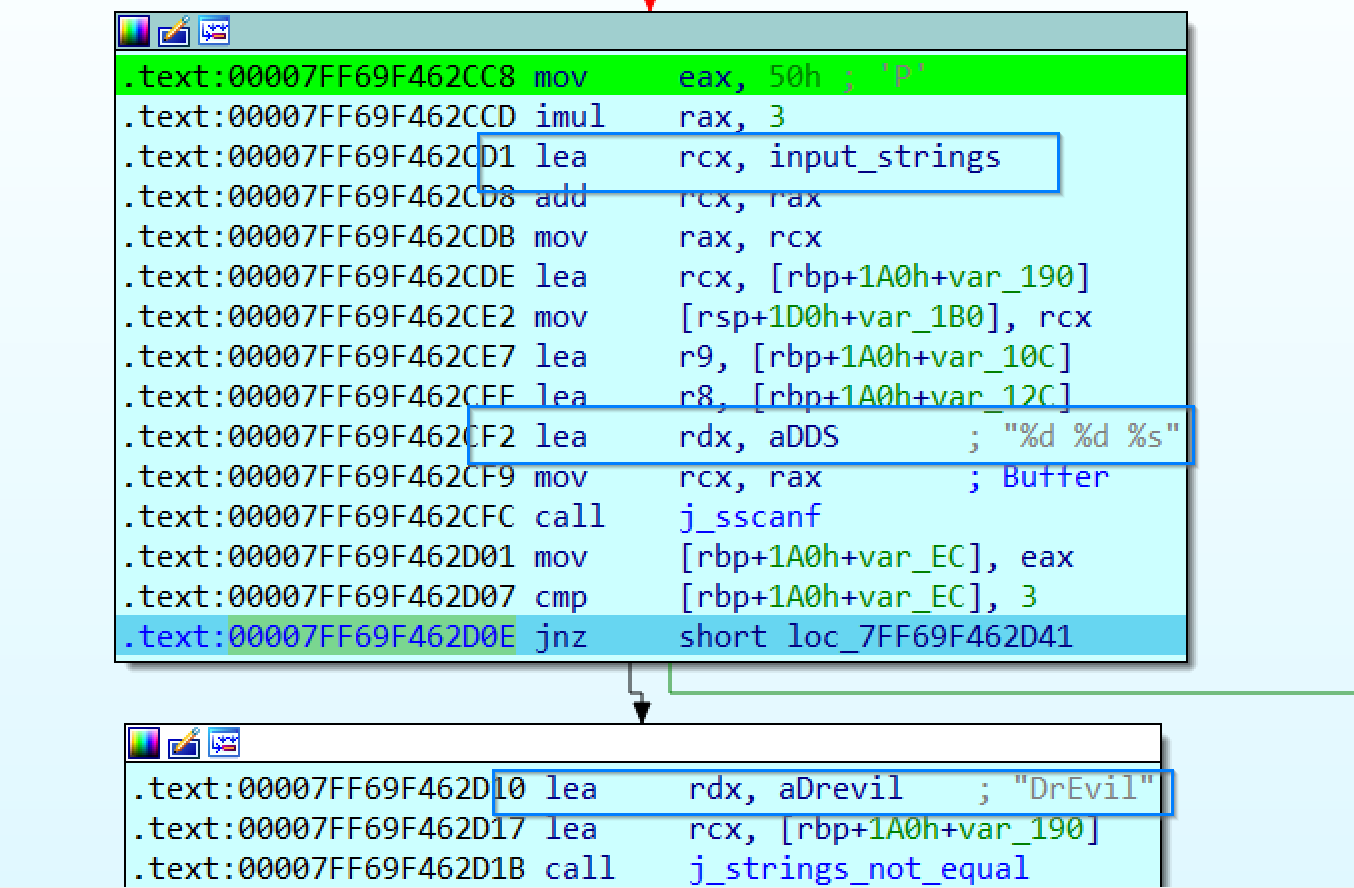 .text:00007FF69F462CC8 mov eax, 50h ; 'P'
.text:00007FF69F462CCD imul rax, 3
.text:00007FF69F462CD1 lea rcx, input_strings
.text:00007FF69F462CD8 add rcx, rax
.text:00007FF69F462CDB mov rax, rcx
.text:00007FF69F462CDE lea rcx, [rbp+1A0h+var_190]
.text:00007FF69F462CE2 mov [rsp+1D0h+var_1B0], rcx
.text:00007FF69F462CE7 lea r9, [rbp+1A0h+var_10C]
.text:00007FF69F462CEE lea r8, [rbp+1A0h+var_12C]
.text:00007FF69F462CF2 lea rdx, aDDS ; "%d %d %s"
.text:00007FF69F462CF9 mov rcx, rax ; Buffer
.text:00007FF69F462CFC call j_sscanf
.text:00007FF69F462D01 mov [rbp+1A0h+var_EC], eax
.text:00007FF69F462D07 cmp [rbp+1A0h+var_EC], 3
.text:00007FF69F462D0E jnz short loc_7FF69F462D41
.text:00007FF69F462D10 lea rdx, aDrevil ; "DrEvil"
.text:00007FF69F462D17 lea rcx, [rbp+1A0h+var_190]
.text:00007FF69F462D1B call j_strings_not_equal